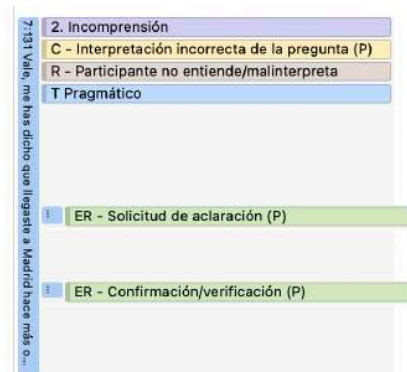 7:131 Vale, me has dicho que llegaste a Madrid hace más o...
2. Incomprensión
C - Interpretación incorrecta de la pregunta (P)
R - Participante no entiende/malinterpreta
T Pragmático
ER - Solicitud de aclaración (P)
ER - Confirmación/verificación (P)